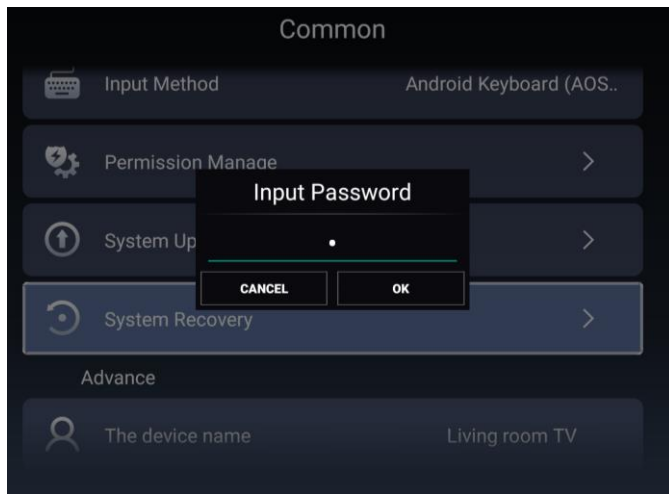 Common
Input Method
Android Keyboard (AOS..
Permission Manage
Input Password
System Up
CANCEL
OK
System Recovery
Advance
The device name
Living room TV